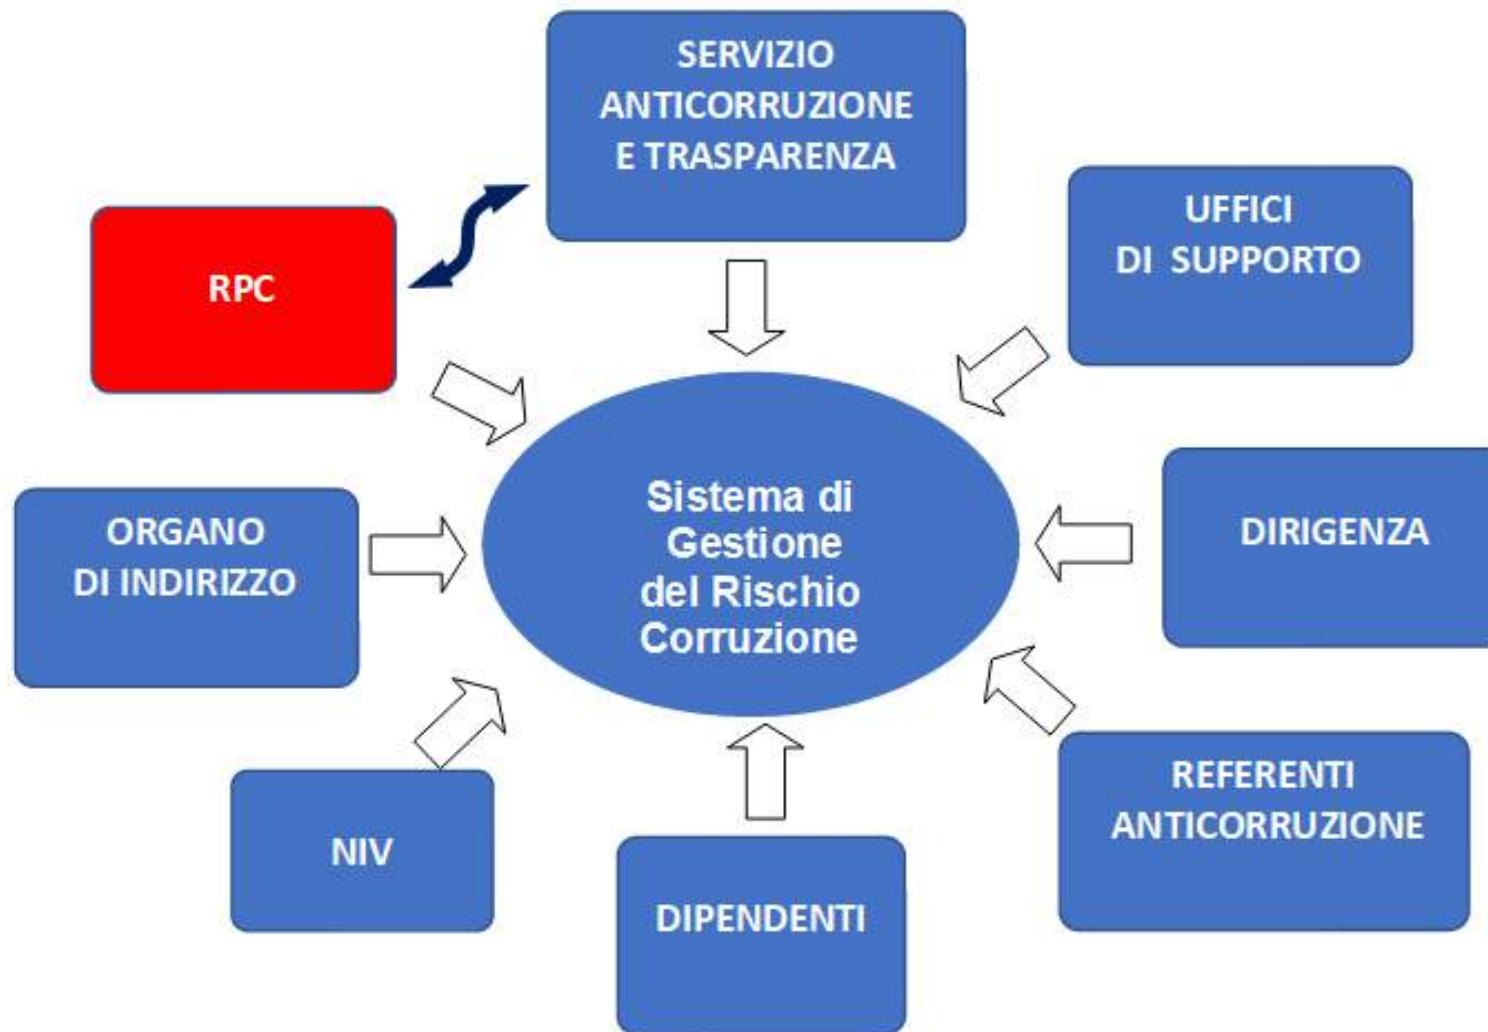 SERVIZIO
ANTICORRUZIONE
E TRASPARENZA
UFFICI
DI SUPPORTO
RPC
Sistema di
Gestione
del Rischio
Corruzione
DIRIGENZA
ORGANO
DI INDIRIZZO
REFERENTI
ANTICORRUZIONE
NIV
DIPENDENTI